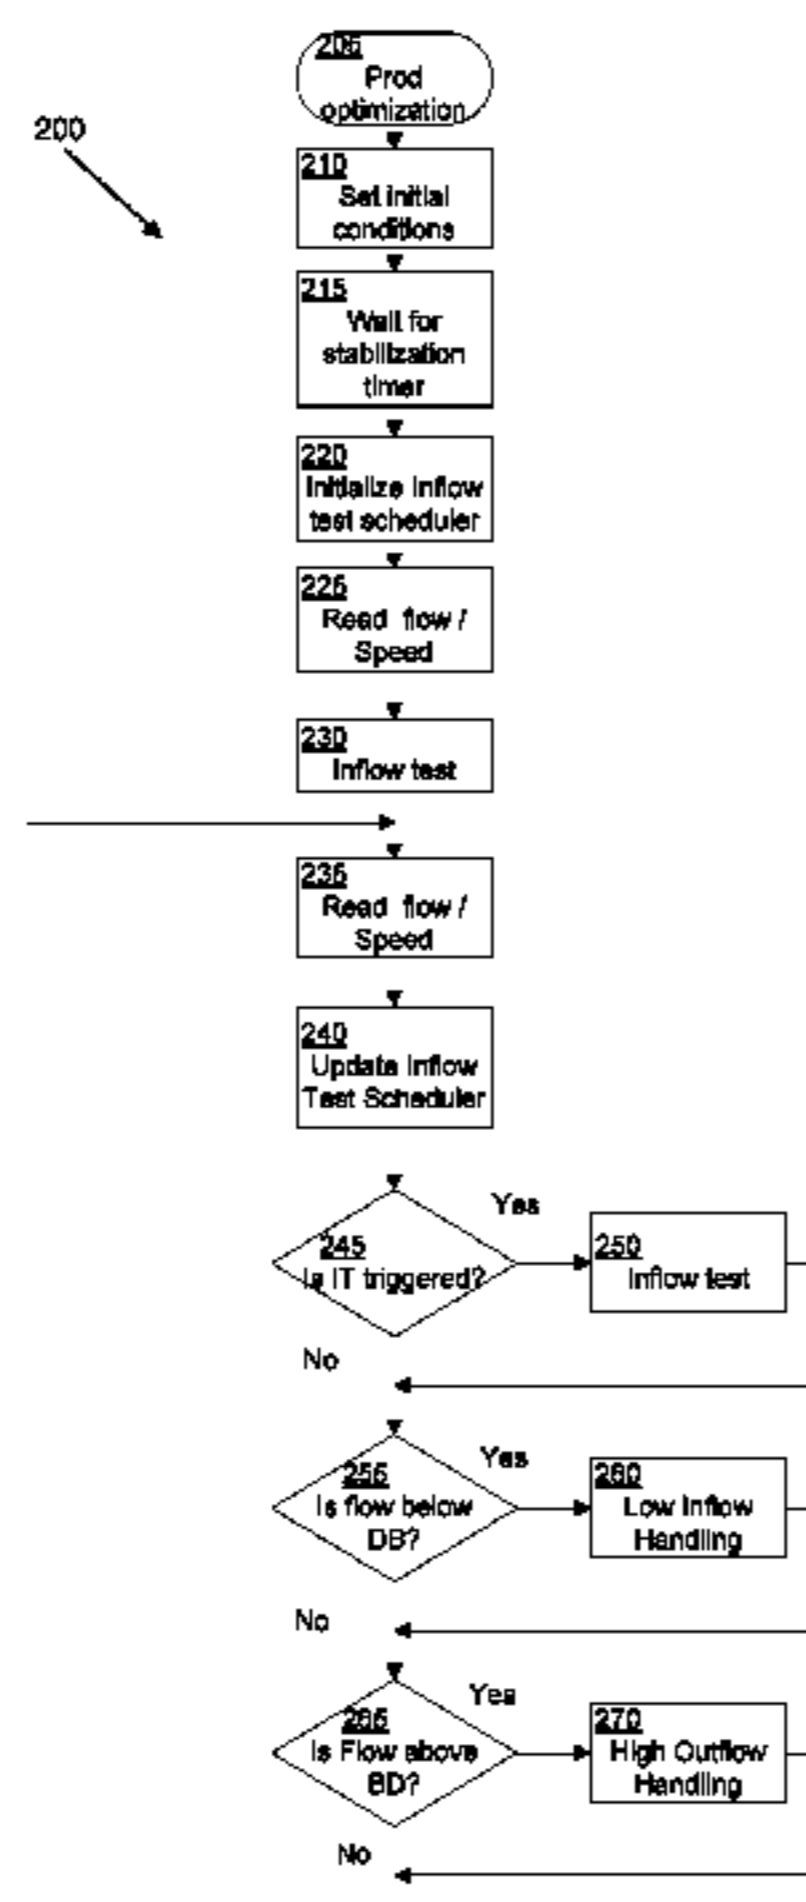 205
Prod
optimization
200
210
Set initial
conditions
215
Wait for
stabilization
timer
220
Initialize Inflow
test scheduler
225
Read flow /
Speed
230
Inflow test
235
Read flow /
Speed
240
Update Inflow
Test Scheduler
Yes
245
Is IT triggered?
250
Inflow test
No
Yes
255
Is flow below
DB?
260
Low Inflow
Handling
No
Yes
265
Is Flow above
BD?
270
High Outflow
Handling
No